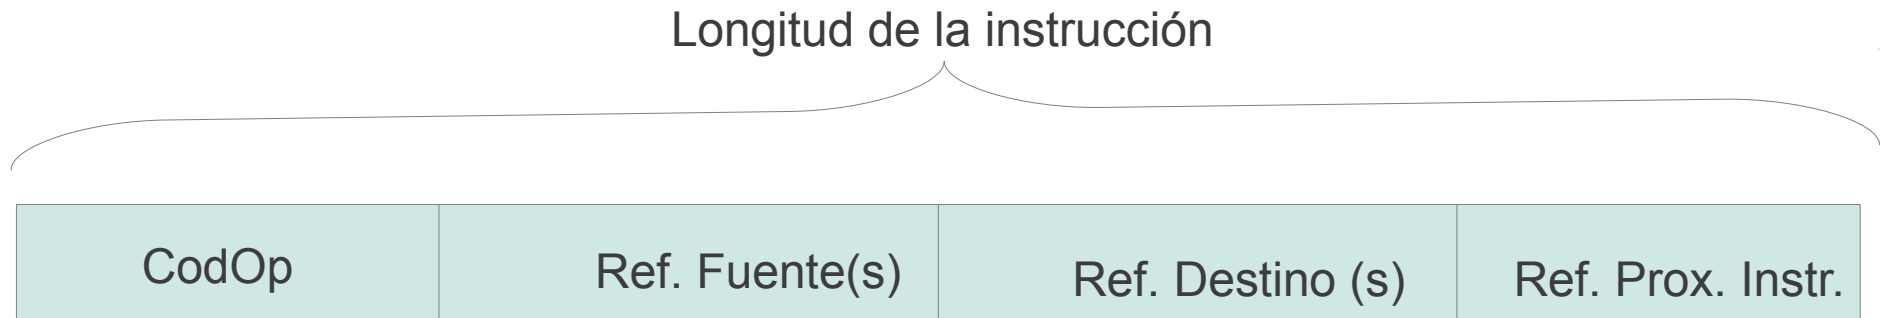 Longitud de la instrucción
CodOp
Ref. Fuente(s)
Ref. Destino (s)
Ref. Prox. Instr.